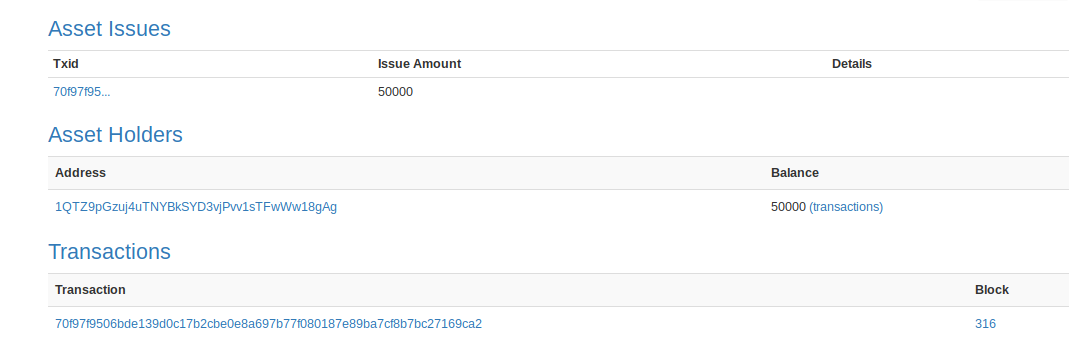 Asset Issues
Txid Issue Amount Details
70f97f95... 50000
Asset Holders
Address Balance
1QTZ9pGzuj4uTNYBkSYD3vjPvv1sTFwWw18gAg 50000 (transactions)
Transactions
Transaction Block
70f97f9506bde139d0c17b2cbe0e8a697b77f080187e89ba7cf8b7bc27169ca2 316